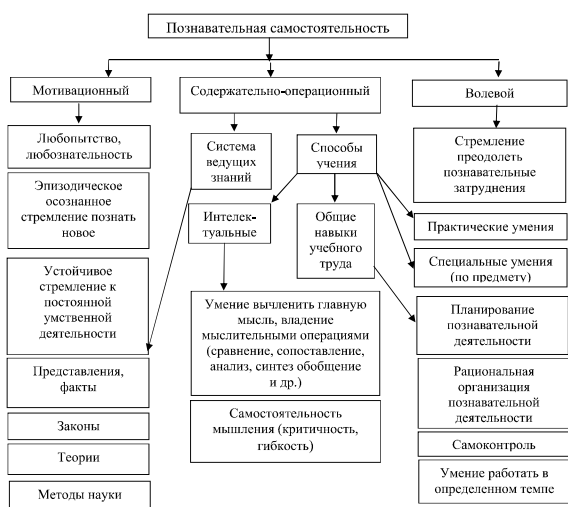 Познавательная самостоятельность
Мотивационный
Содержательно-операционный
Волевой
Любопытство,
любознательность
Система
ведущих
знаний
Способы
учения
Стремление
преодолеть
познавательные
затруднения
Эпизодическое
осознанное
стремление познать
новое
Интелек-
туальные
Общие
навыки
учебного
труда
Практические умения
Специальные умения
(по предмету)
Устойчивое
стремление к
постоянной
умственной
деятельности
Умение вычленить главную
мысль, владение
мыслительными операциями
(сравнение, сопоставление,
анализ, синтез обобщение
и др.)
Планирование
познавательной
деятельности
Представления,
факты
Рациональная
организация
познавательной
деятельности
Законы
Самостоятельность
мышления (критичность,
гибкость)
Теории
Самоконтроль
Методы науки
Умение работать в
определенном темпе